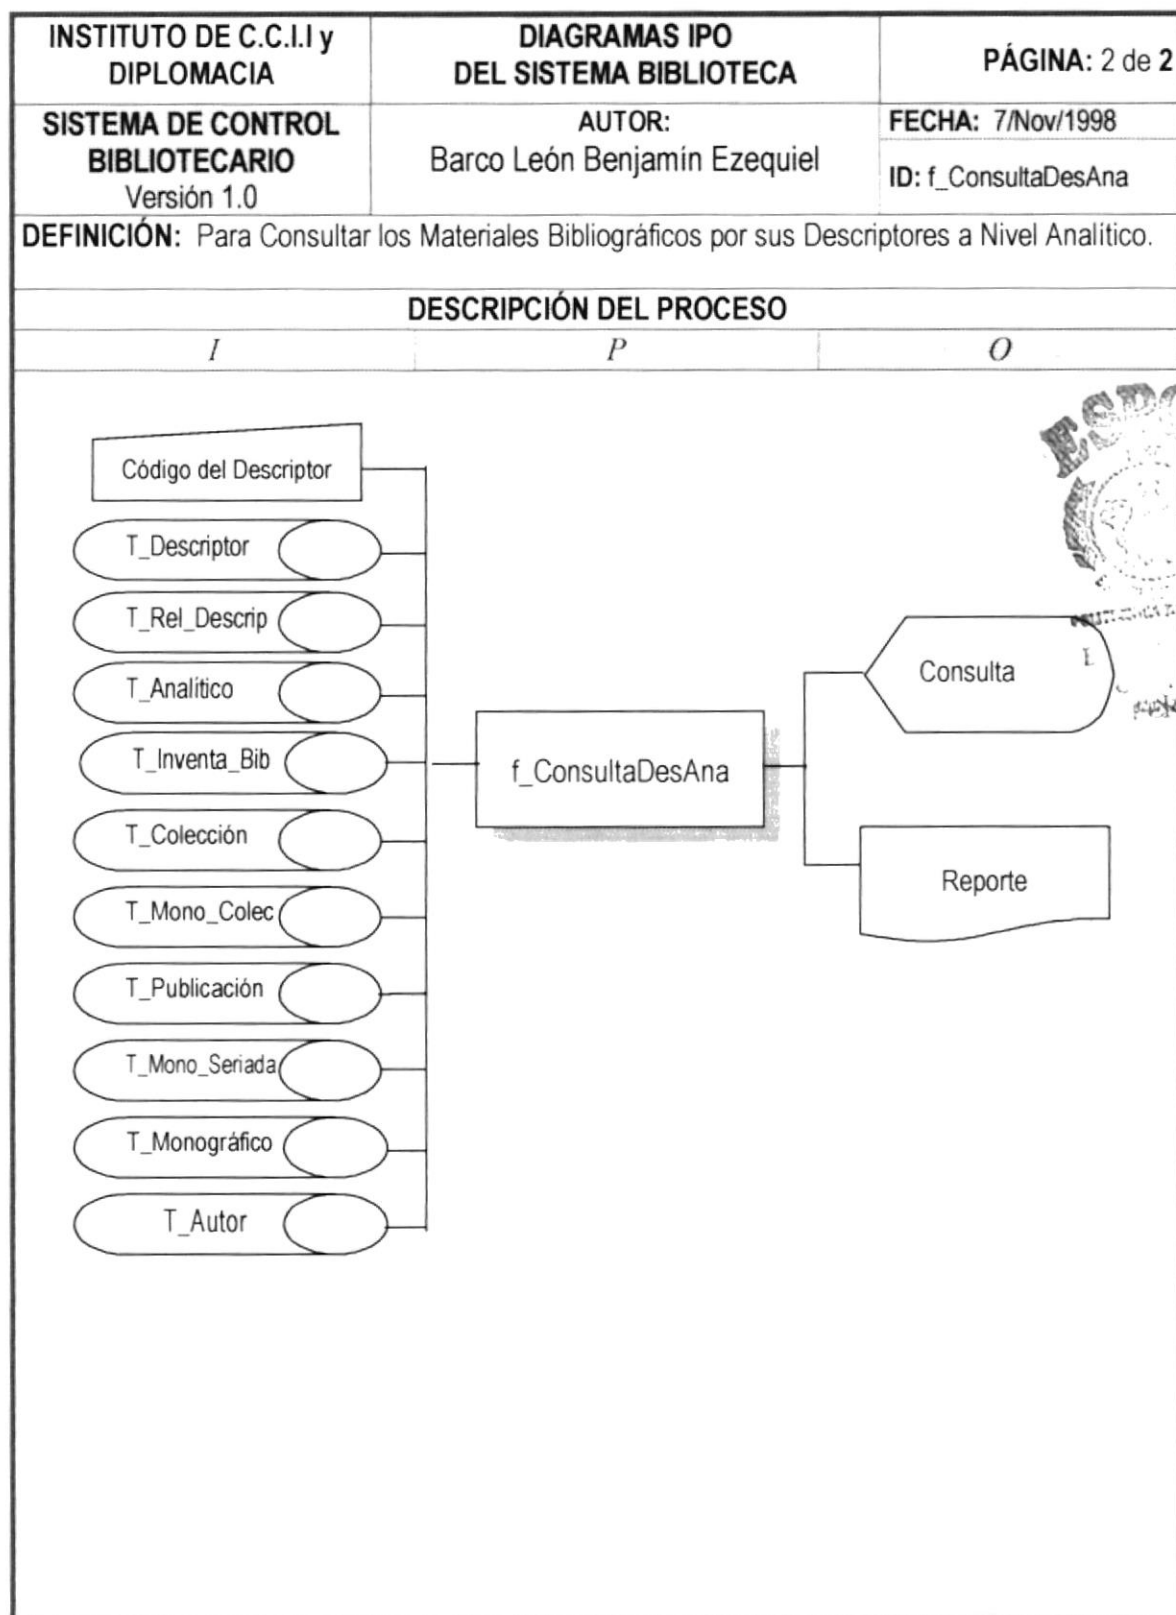 INSTITUTO DE C.C.I.I y
DIPLOMACIA
DIAGRAMAS IPO
DEL SISTEMA BIBLIOTECA
PÁGINA: 2 de 2
SISTEMA DE CONTROL
BIBLIOTECARIO
Versión 1.0
AUTOR:
Barco León Benjamín Ezequiel
FECHA: 7/Nov/1998
ID: f_ConsultaDesAna
DEFINICIÓN: Para Consultar los Materiales Bibliográficos por sus Descriptores a Nivel Analítico.
DESCRIPCIÓN DEL PROCESO
I
P
O
Código del Descriptor
T_Descriptor
T_Rel_Descrip
T_Analítico
T_Inventa_Bib
T_Colección
T_Mono_Colec
T_Publicación
T_Mono_Seriada
T_Monográfico
T_Autor
f_ConsultaDesAna
Consulta
Reporte